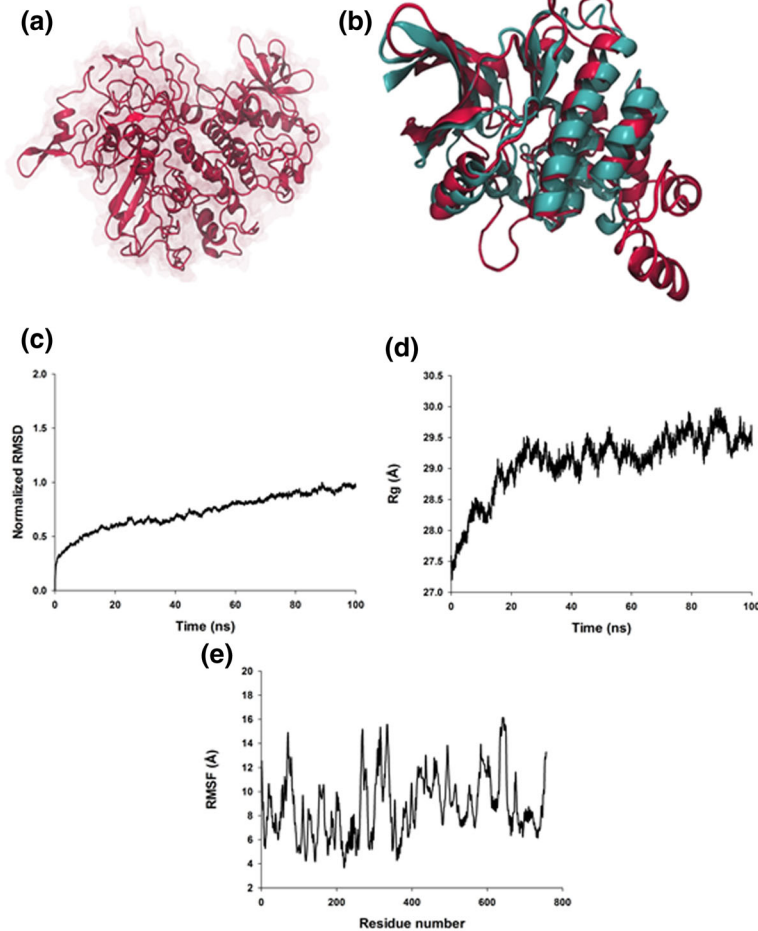 (a)
(b)
(c)
2.0
1.5
1.0
0.5
0.0
Normalized RMSD
0 20 40 60 80 100
Time (ns)
(d)
30.5
30.0
29.5
29.0
28.5
28.0
27.5
27.0
Rg (Å)
0 20 40 60 80 100
Time (ns)
(e)
20
18
16
14
12
10
8
6
4
2
RMSF (Å)
0 200 400 600 800
Residue number